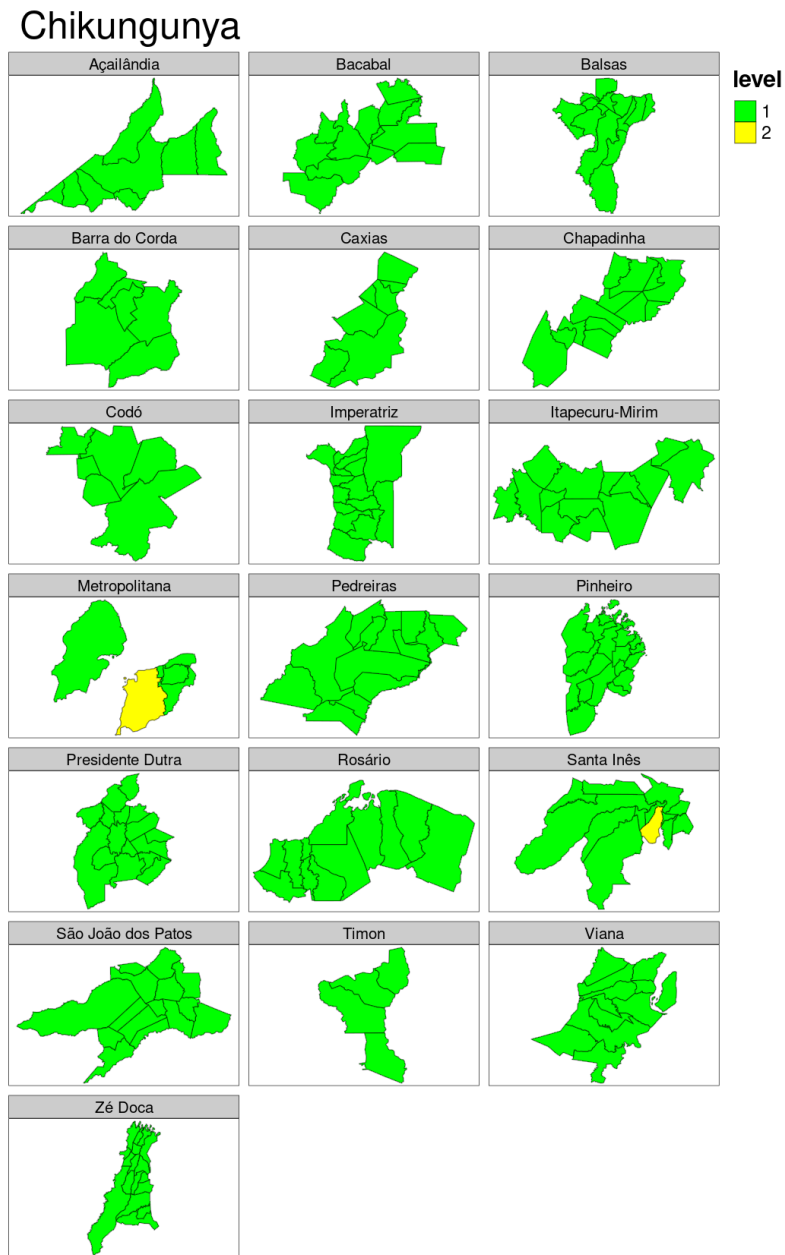 Chikungunya
Açailândia
Bacabal
Balsas
level
1
2
Barra do Corda
Caxias
Chapadinha
Codó
Imperatriz
Itapecuru-Mirim
Metropolitana
Pedreiras
Pinheiro
Presidente Dutra
Rosário
Santa Inês
São João dos Patos
Timon
Viana
Zé Doca